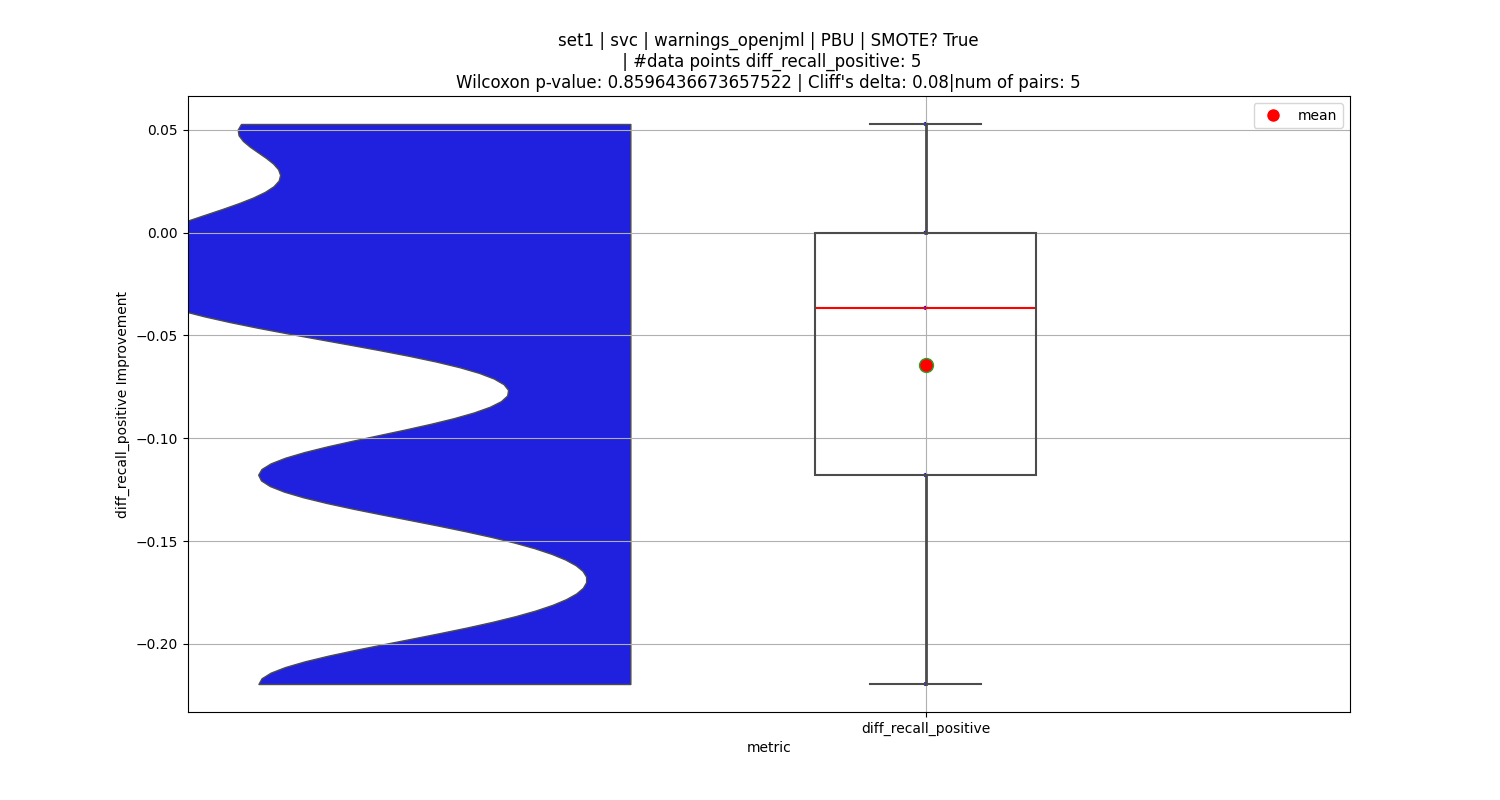 set1 | svc | warnings_openjml | PBU | SMOTE? True
| #data points diff_recall_positive: 5
Wilcoxon p-value: 0.8596436673657522 | Cliff's delta: 0.08|num of pairs: 5
mean
0.05
0.00
−0.05
−0.10
−0.15
−0.20
diff_recall_positive Improvement
diff_recall_positive
metric